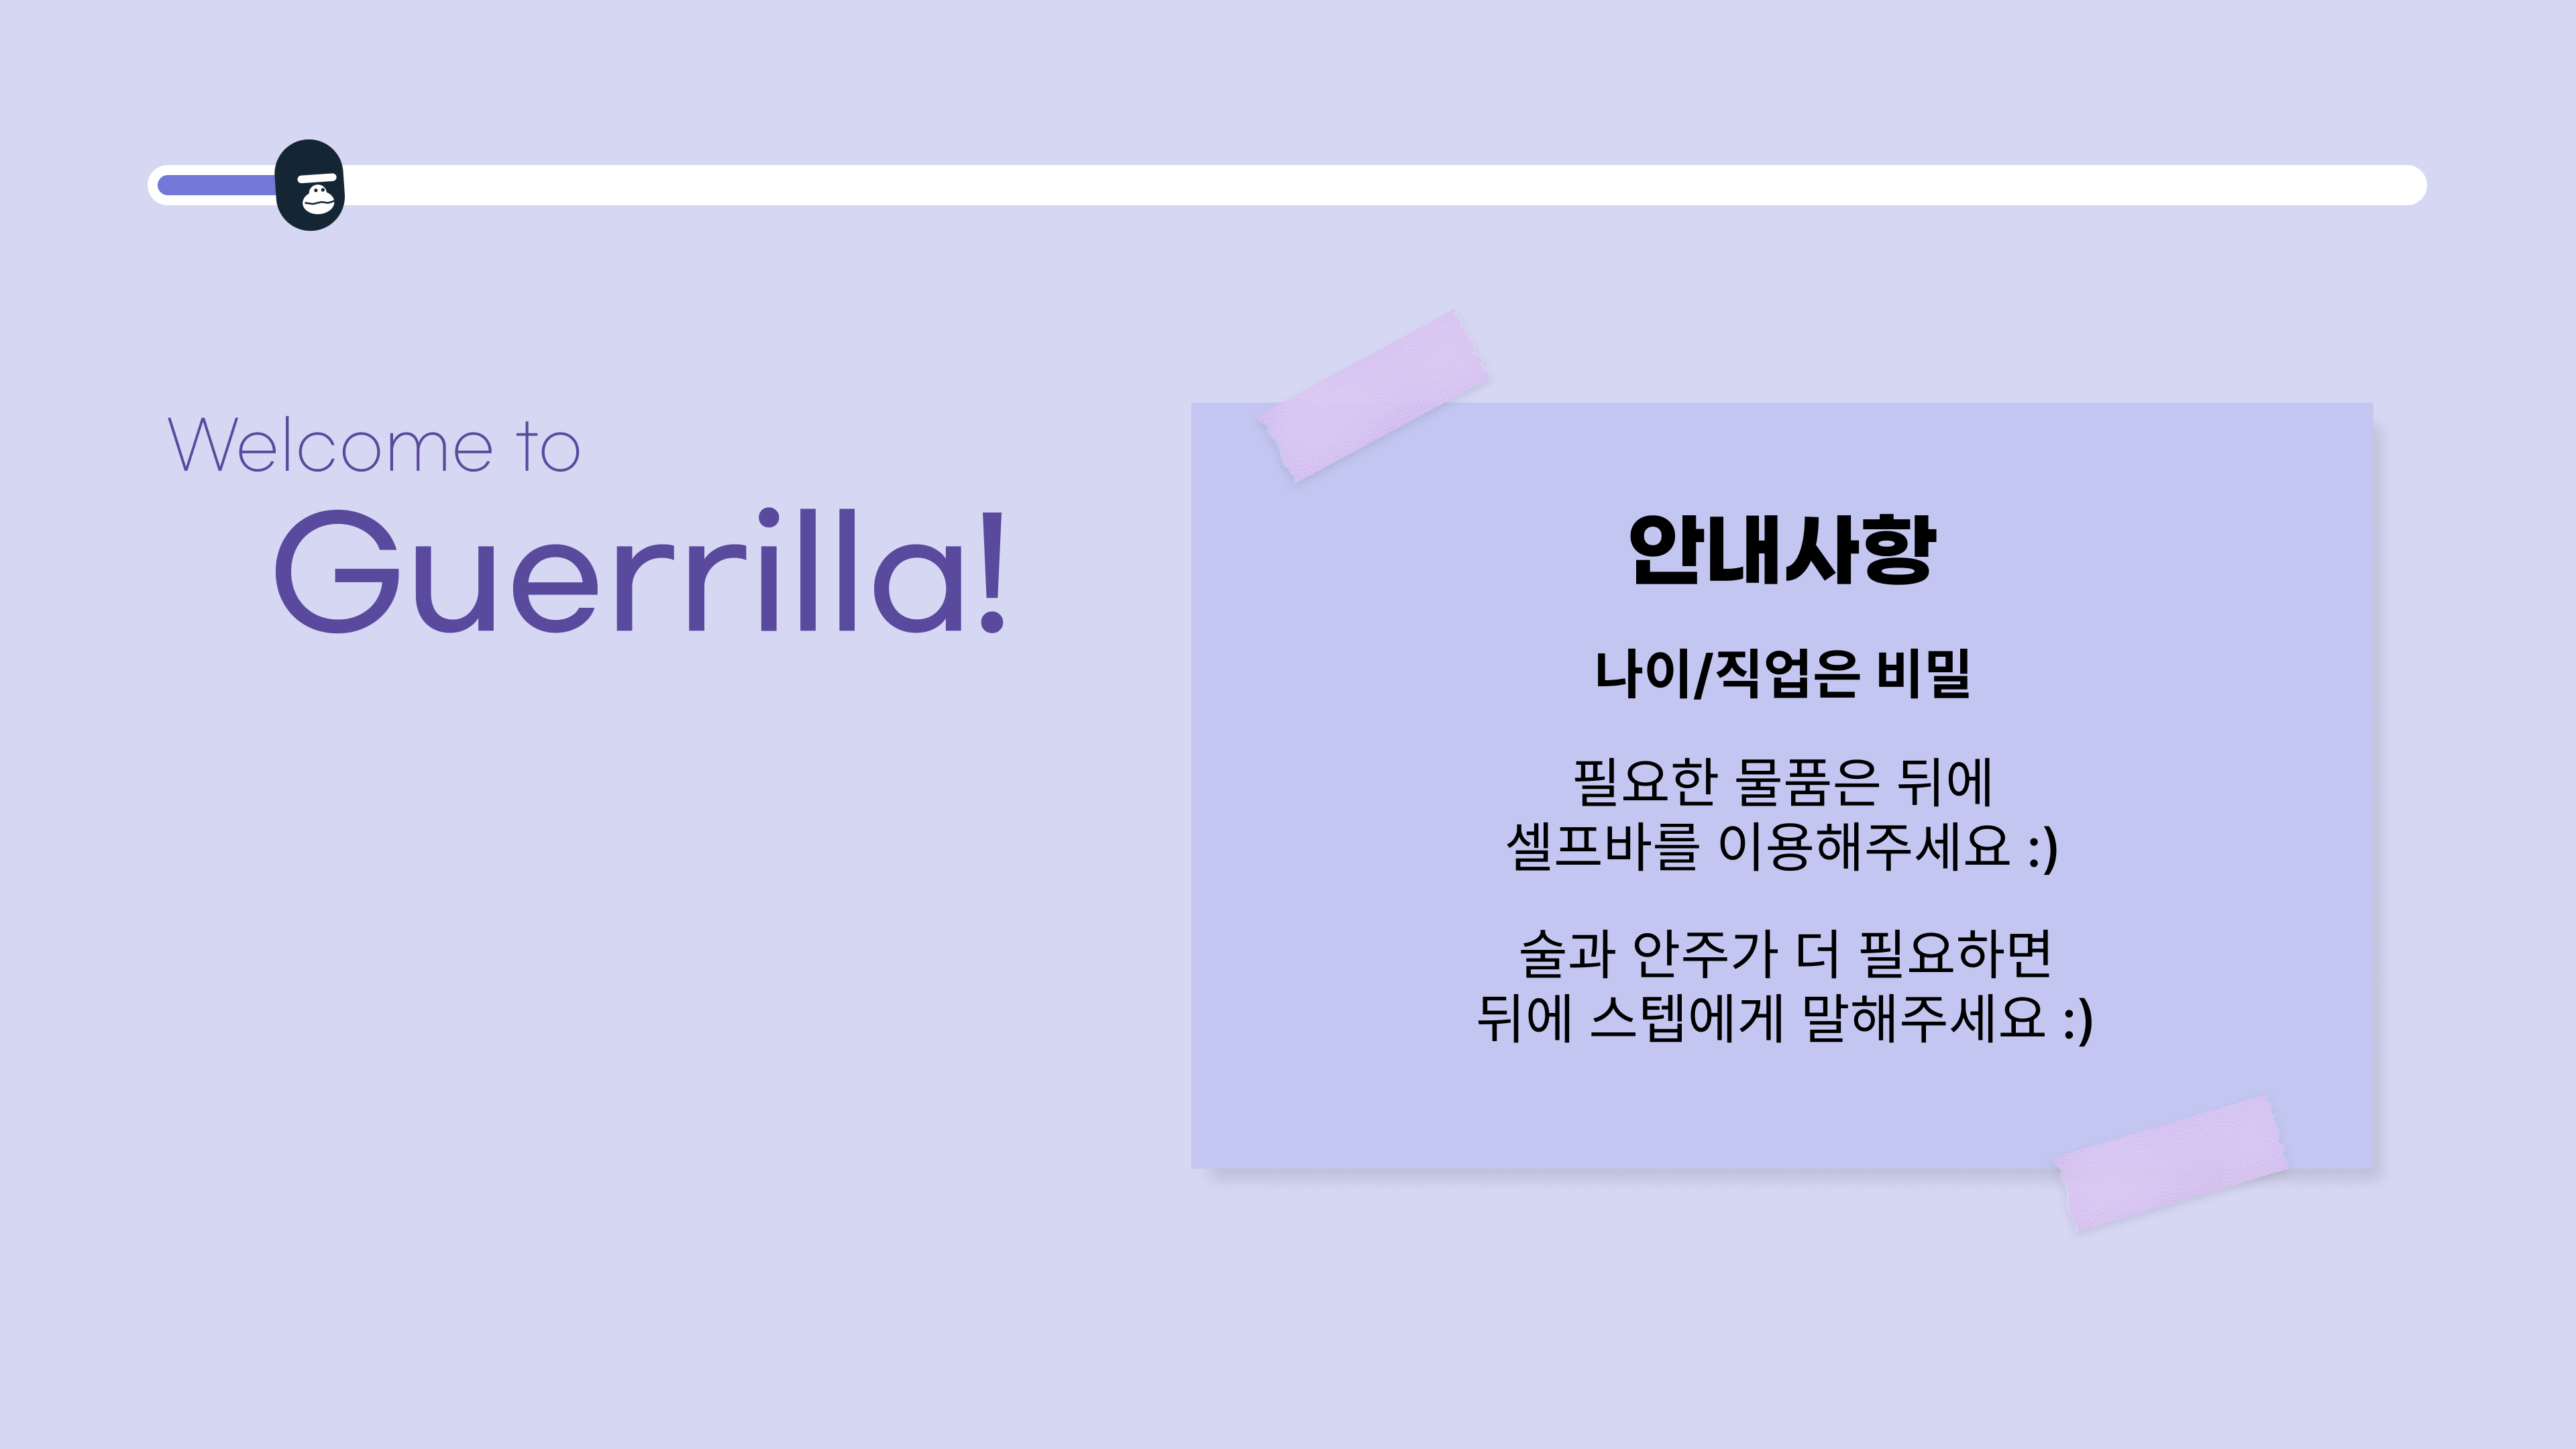 Welcome to
Guerrilla!
안내사항
나이/직업은 비밀
필요한 물품은 뒤에
셀프바를 이용해주세요 :)
술과 안주가 더 필요하면
뒤에 스텝에게 말해주세요 :)